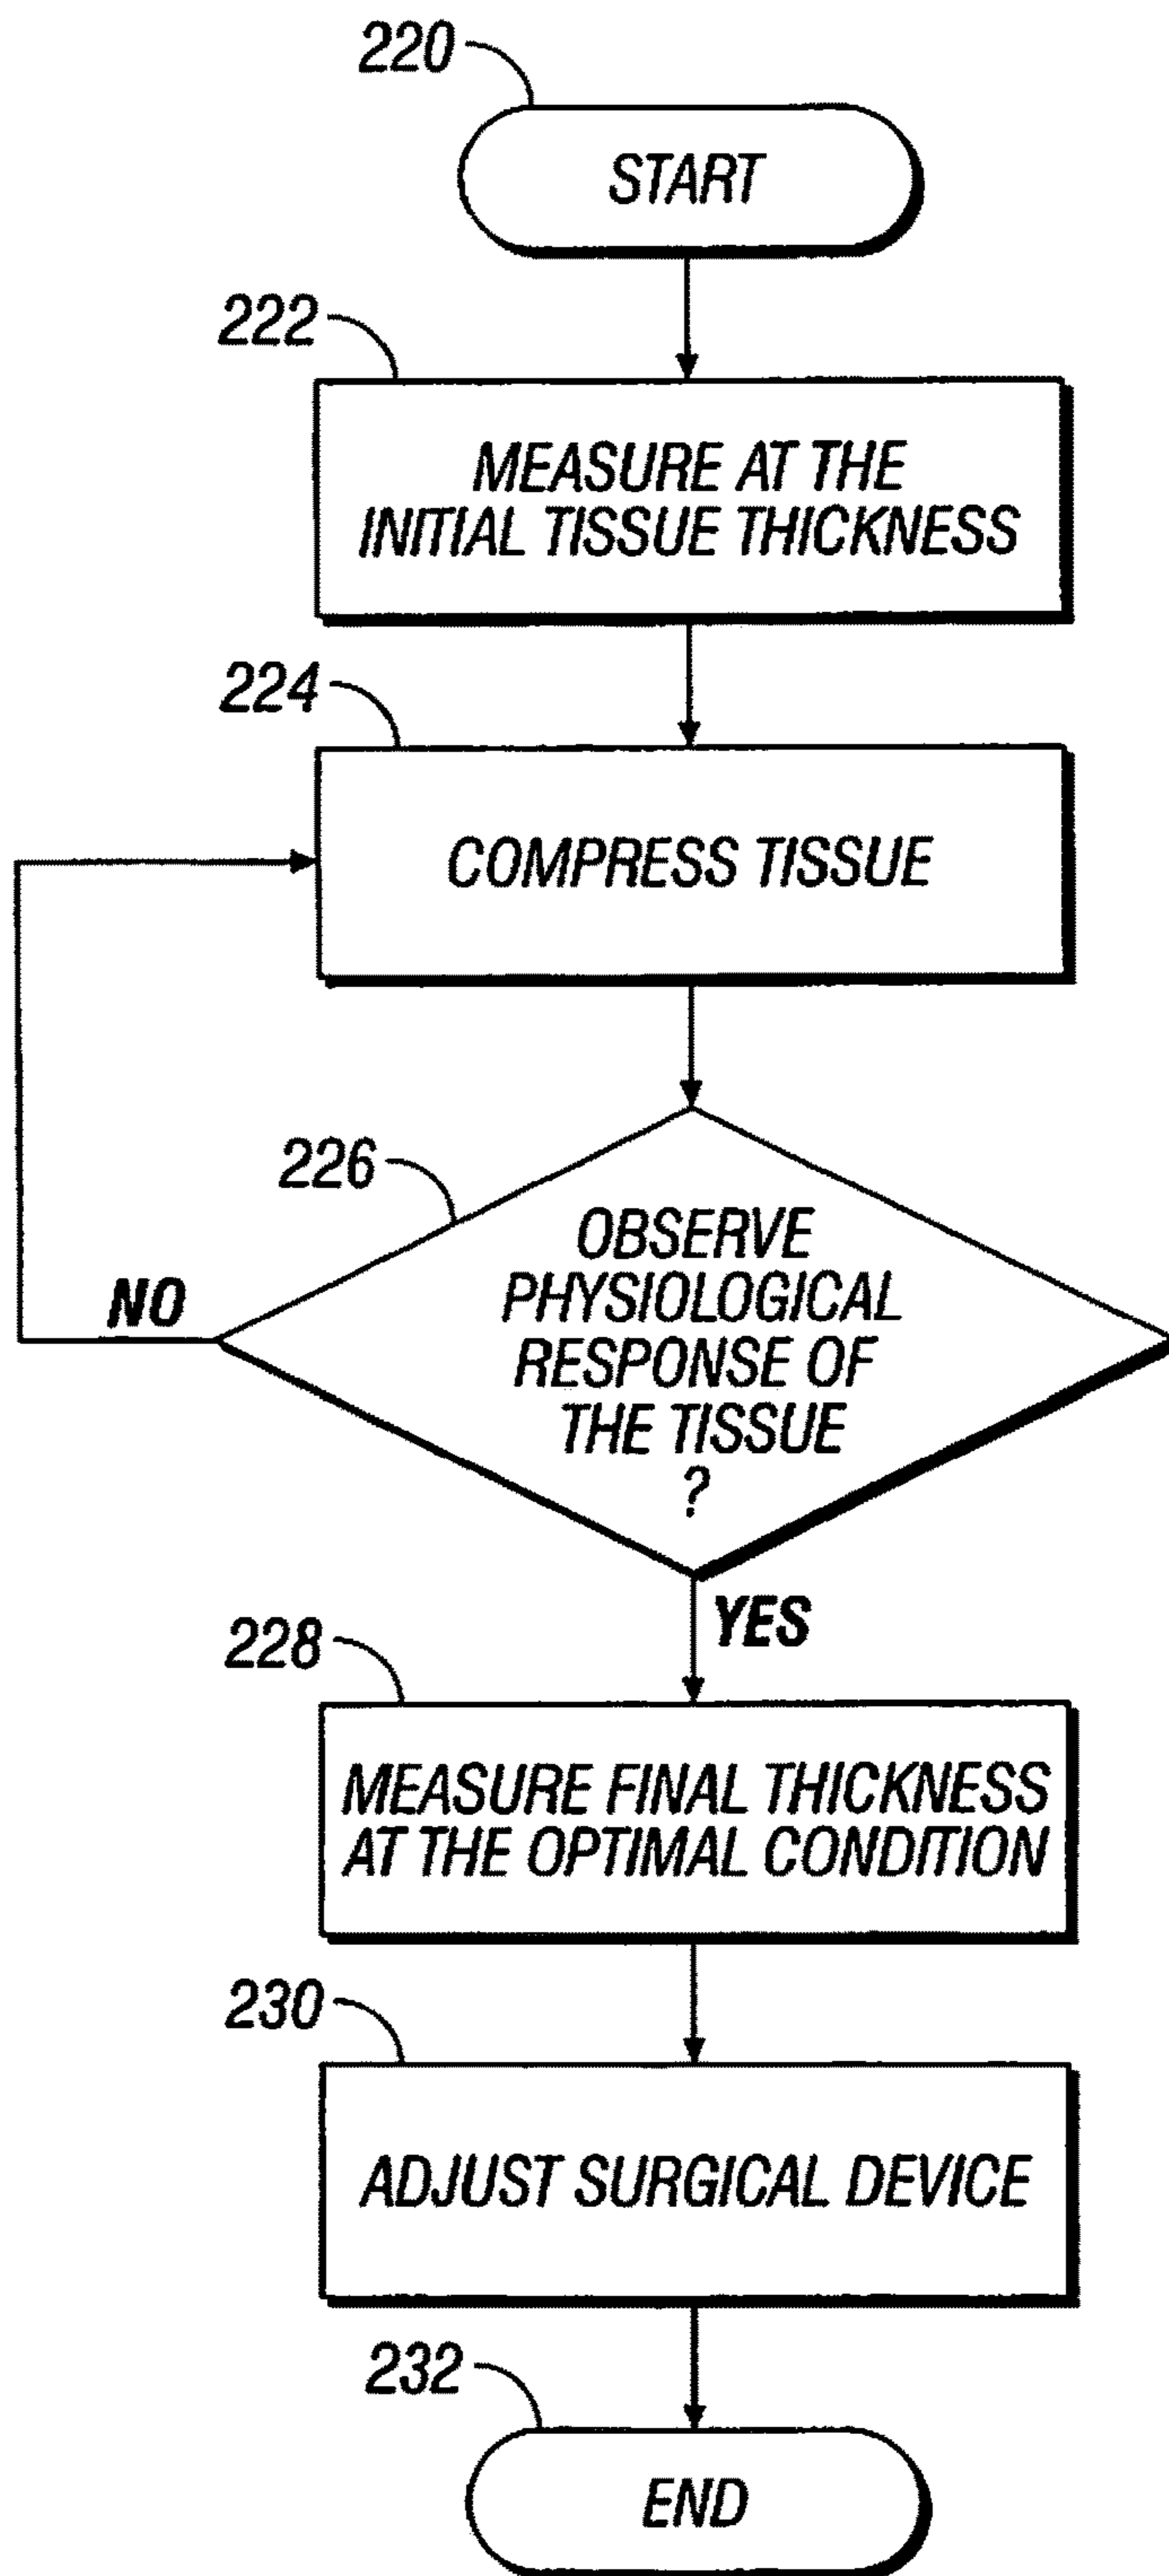 220
START
222
MEASURE AT THE
INITIAL TISSUE THICKNESS
224
COMPRESS TISSUE
226
OBSERVE
PHYSIOLOGICAL
RESPONSE OF
THE TISSUE
?
NO
YES
228
MEASURE FINAL THICKNESS
AT THE OPTIMAL CONDITION
230
ADJUST SURGICAL DEVICE
232
END